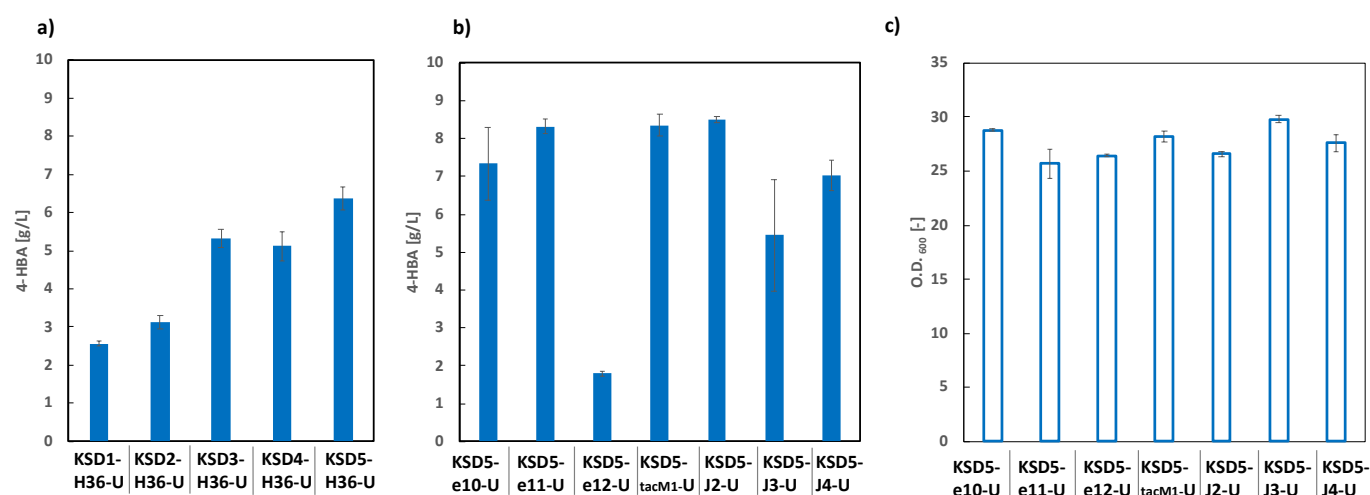 a)
10
9
8
7
6
5
4
3
2
1
0
4-HBA [g/L]
KSD1- KSD2- KSD3- KSD4- KSD5-
H36-U H36-U H36-U H36-U H36-U
b)
10
9
8
7
6
5
4
3
2
1
0
4-HBA [g/L]
KSD5- KSD5- KSD5- KSD5- KSD5- KSD5- KSD5-
e10-U e11-U e12-U tacM1-U J2-U J3-U J4-U
c)
35
30
25
20
15
10
5
0
O.D. 600 [-]
KSD5- KSD5- KSD5- KSD5- KSD5- KSD5- KSD5-
e10-U e11-U e12-U tacM1-U J2-U J3-U J4-U